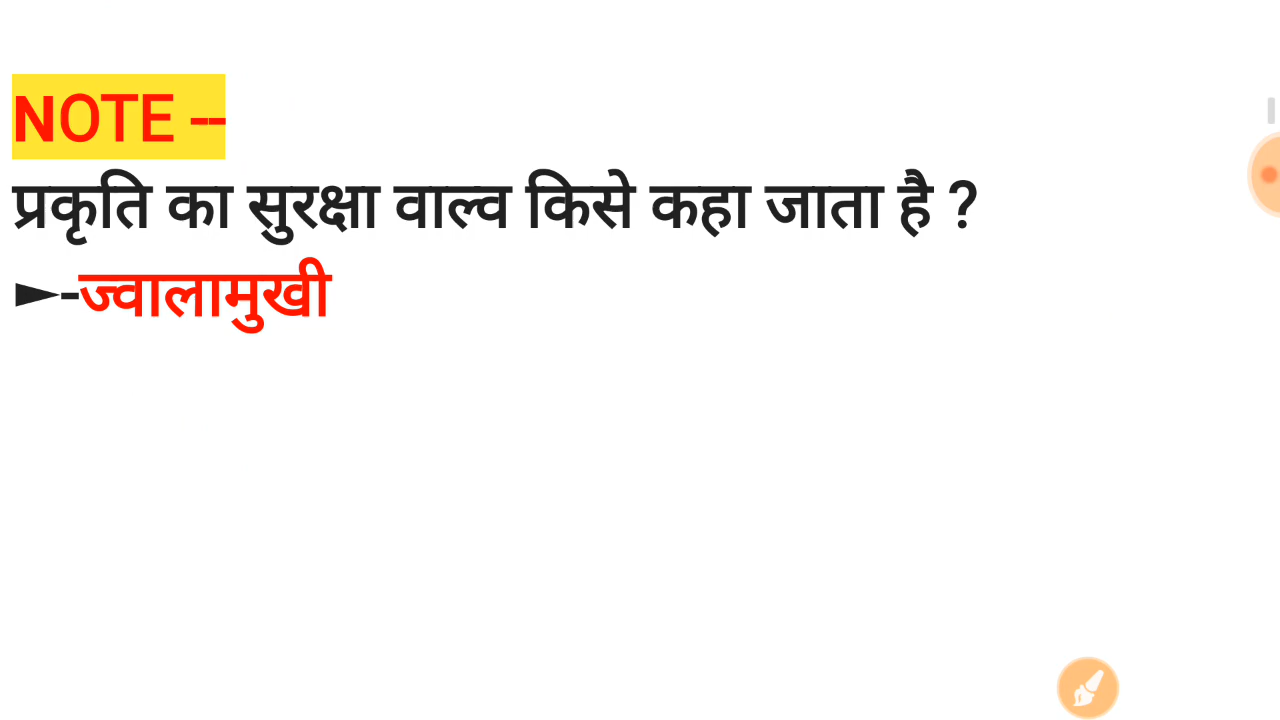 NOTE --
प्रकृति का सुरक्षा वाल्व किसे कहा जाता है ?
►-ज्वालामुखी